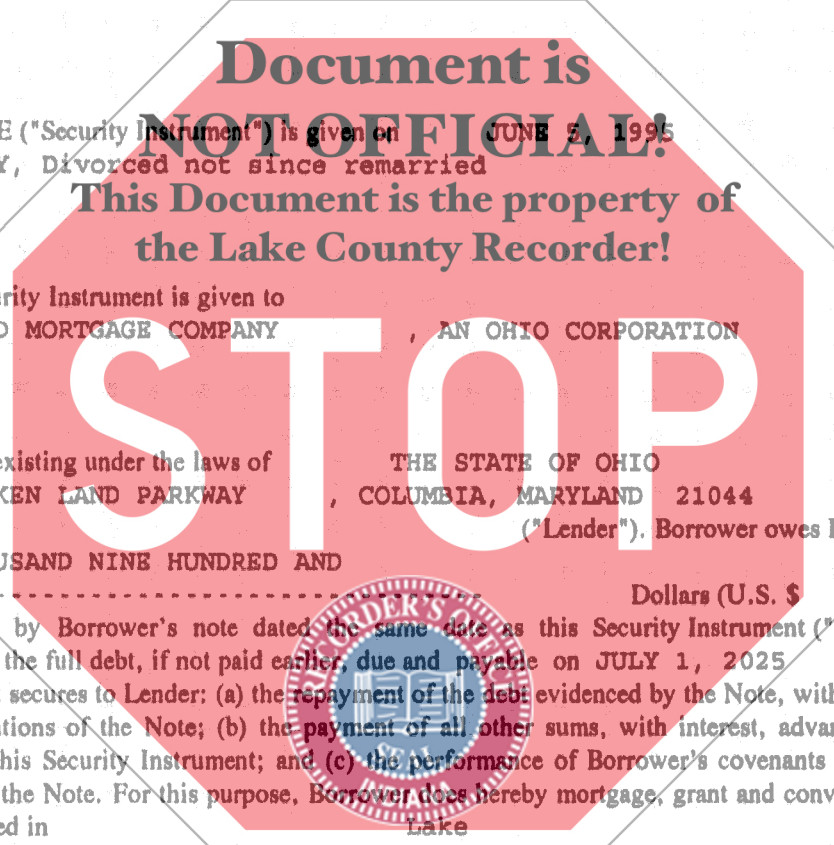 Document is
NOT OFFICIAL!
E ("Security Instrument") is given on JUNE 5, 1995
Y, Divorced not since remarried
This Document is the property of
the Lake County Recorder!
rity Instrument is given to
D MORTGAGE COMPANY , AN OHIO CORPORATION
STOP
existing under the laws of THE STATE OF OHIO
KEN LAND PARKWAY , COLUMBIA, MARYLAND 21044
("Lender"). Borrower owes
USAND NINE HUNDRED AND
Dollars (U.S. $
by Borrower's note dated the same date as this Security Instrument ("
the full debt, if not paid earlier, due and payable on JULY 1, 2025
secures to Lender: (a) the repayment of the debt evidenced by the Note, with
tions of the Note; (b) the payment of all other sums, with interest, advan
his Security Instrument; and (c) the performance of Borrower's covenants
the Note. For this purpose, Borrower does hereby mortgage, grant and conv
ed in Lake
RECORDER'S OFFICE
SEAL
INDIANA